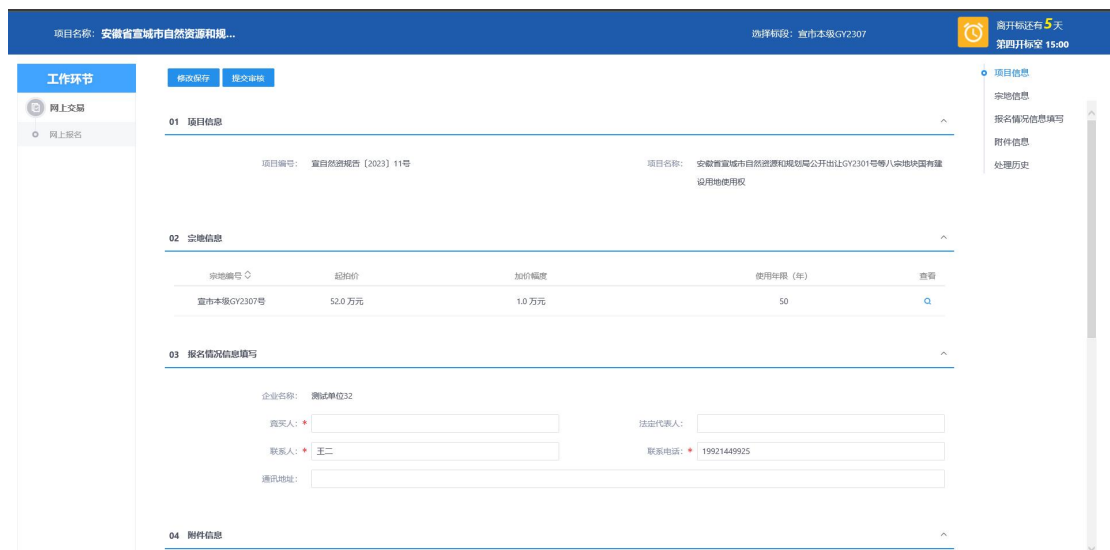 项目名称：安徽省宣城市自然资源和规...
选择标段：宣市本级GY2307
离开标还有5天
第四开标室 15:00
工作环节
网上交易
网上报名
修改保存
提交审核
项目信息
宗地信息
报名情况信息填写
附件信息
处理历史
01 项目信息
项目编号：宣自然资规告〔2023〕11号
项目名称：安徽省宣城市自然资源和规划局公开出让GY2301号等八宗地块国有建
设用地使用权
02 宗地信息
宗地编号 起拍价 加价幅度 使用年限（年） 查看
宣市本级GY2307号 52.0 万元 1.0 万元 50
03 报名情况信息填写
企业名称：测试单位32
竞买人：* 法定代表人：
联系人：* 王二 联系电话：* 19921449925
通讯地址：
04 附件信息